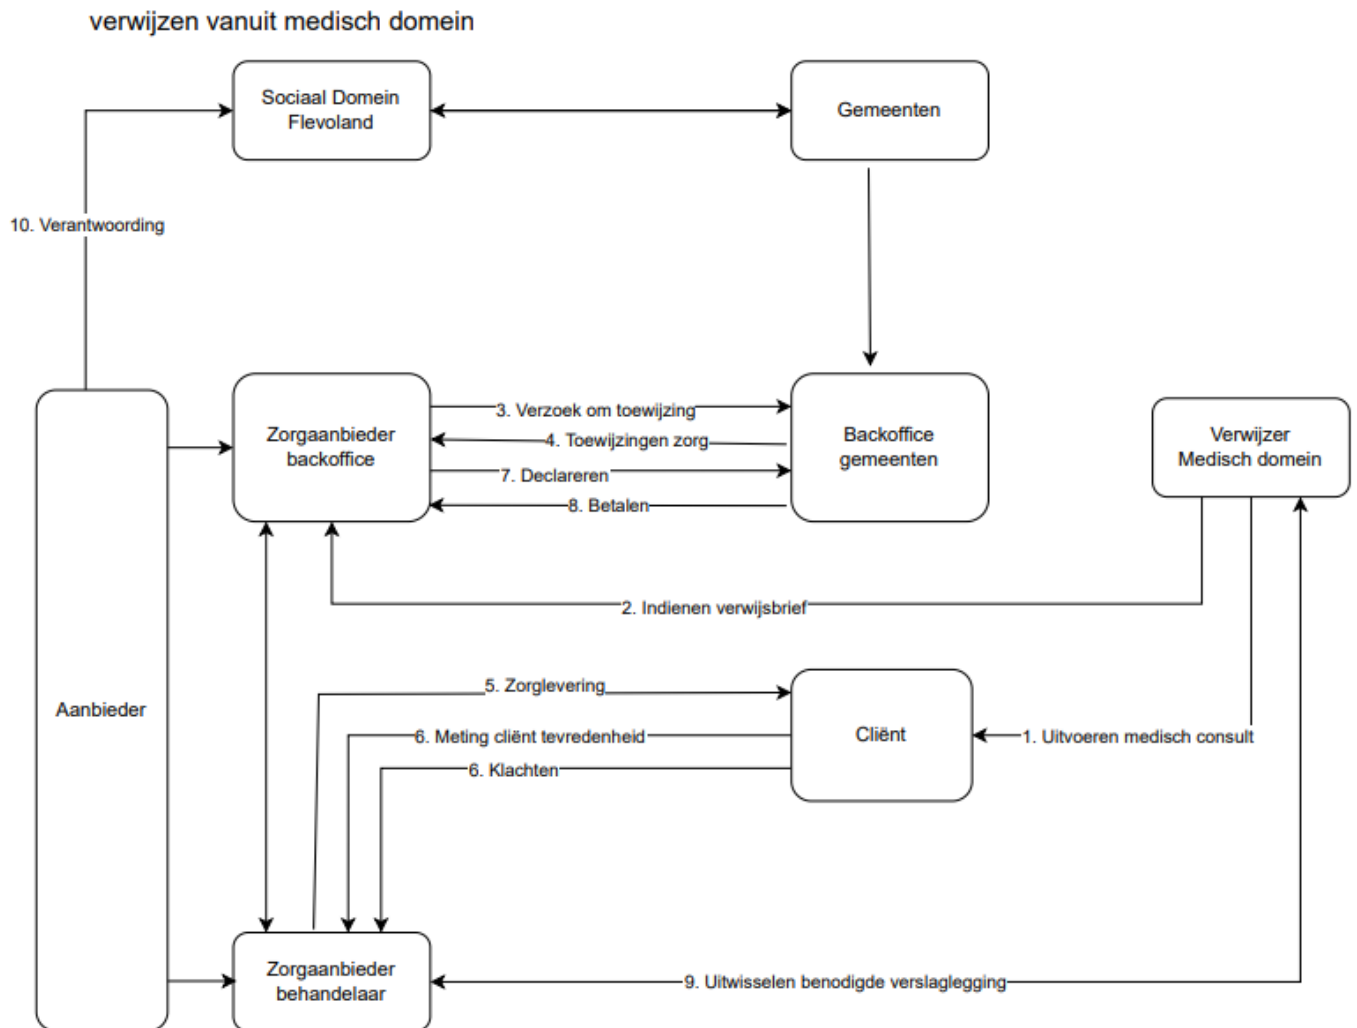 verwijzen vanuit medisch domein
Sociaal Domein
Flevoland
Gemeenten
10. Verantwoording
Zorgaanbieder
backoffice
3. Verzoek om toewijzing
4. Toewijzingen zorg
7. Declareren
8. Betalen
Backoffice
gemeenten
Verwijzer
Medisch domein
2. Indienen verwijsbrief
Aanbieder
5. Zorglevering
6. Meting cliënt tevredenheid
6. Klachten
Cliënt
1. Uitvoeren medisch consult
Zorgaanbieder
behandelaar
9. Uitwisselen benodigde verslaglegging